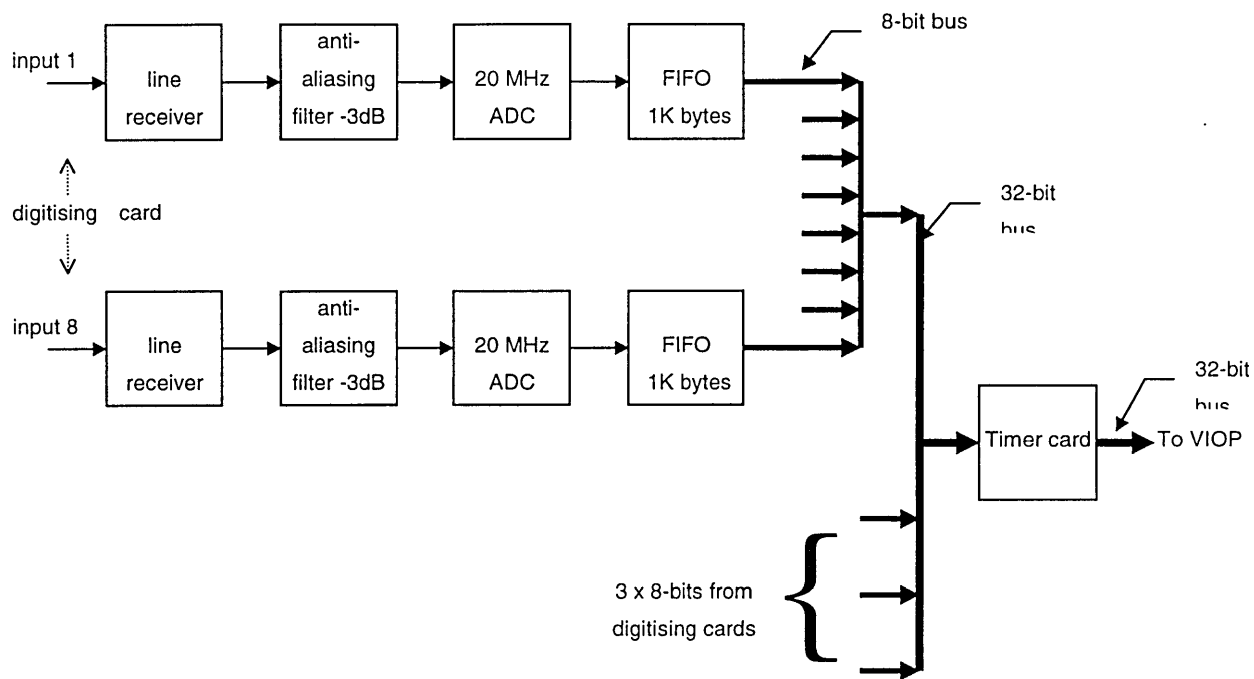 8-bit bus
input 1
line
receiver
anti-
aliasing
filter -3dB
20 MHz
ADC
FIFO
1K bytes
digitising card
32-bit
bus
input 8
line
receiver
anti-
aliasing
filter -3dB
20 MHz
ADC
FIFO
1K bytes
32-bit
bus
Timer card
To VIOP
3 x 8-bits from
digitising cards